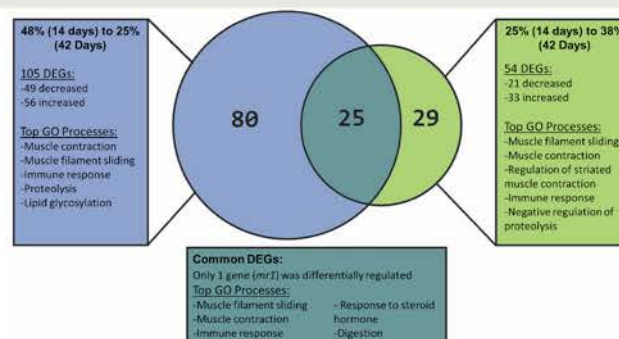 48% (14 days) to 25%
(42 Days)
105 DEGs:
-49 decreased
-56 increased
Top GO Processes:
-Muscle contraction
-Muscle filament sliding
-Immune response
-Proteolysis
-Lipid glycosylation
80
25
29
25% (14 days) to 38%
(42 Days)
54 DEGs:
-21 decreased
-33 increased
Top GO Processes:
-Muscle filament sliding
-Muscle contraction
-Regulation of striated
muscle contraction
-Immune response
-Negative regulation of
proteolysis
Common DEGs:
Only 1 gene (mr1) was differentially regulated
Top GO Processes:
-Muscle filament sliding
-Muscle contraction
-Immune response
- Response to steroid
hormone
-Digestion